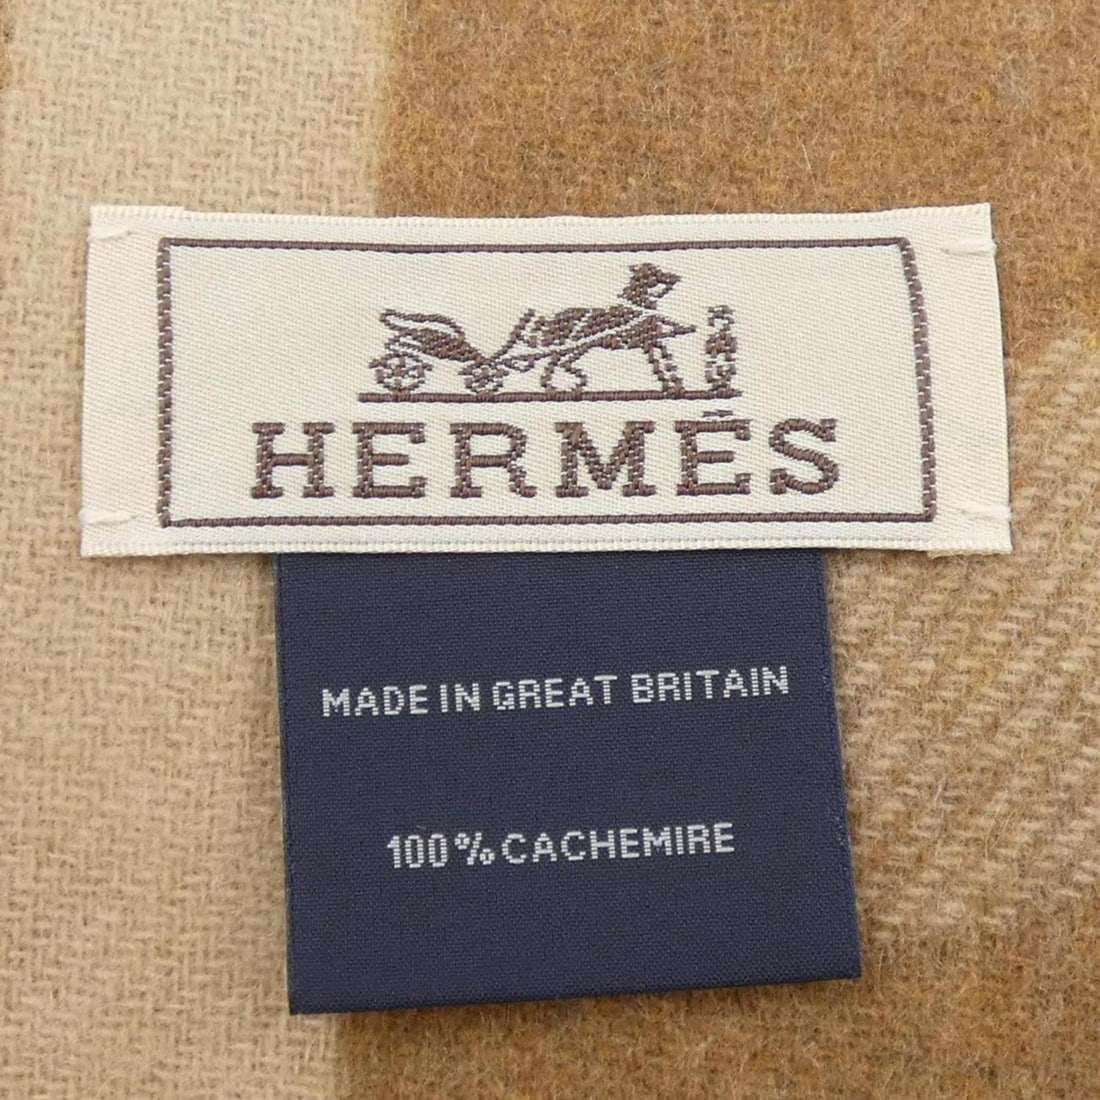 HERMÈS
MADE IN GREAT BRITAIN
100% CACHEMIRE